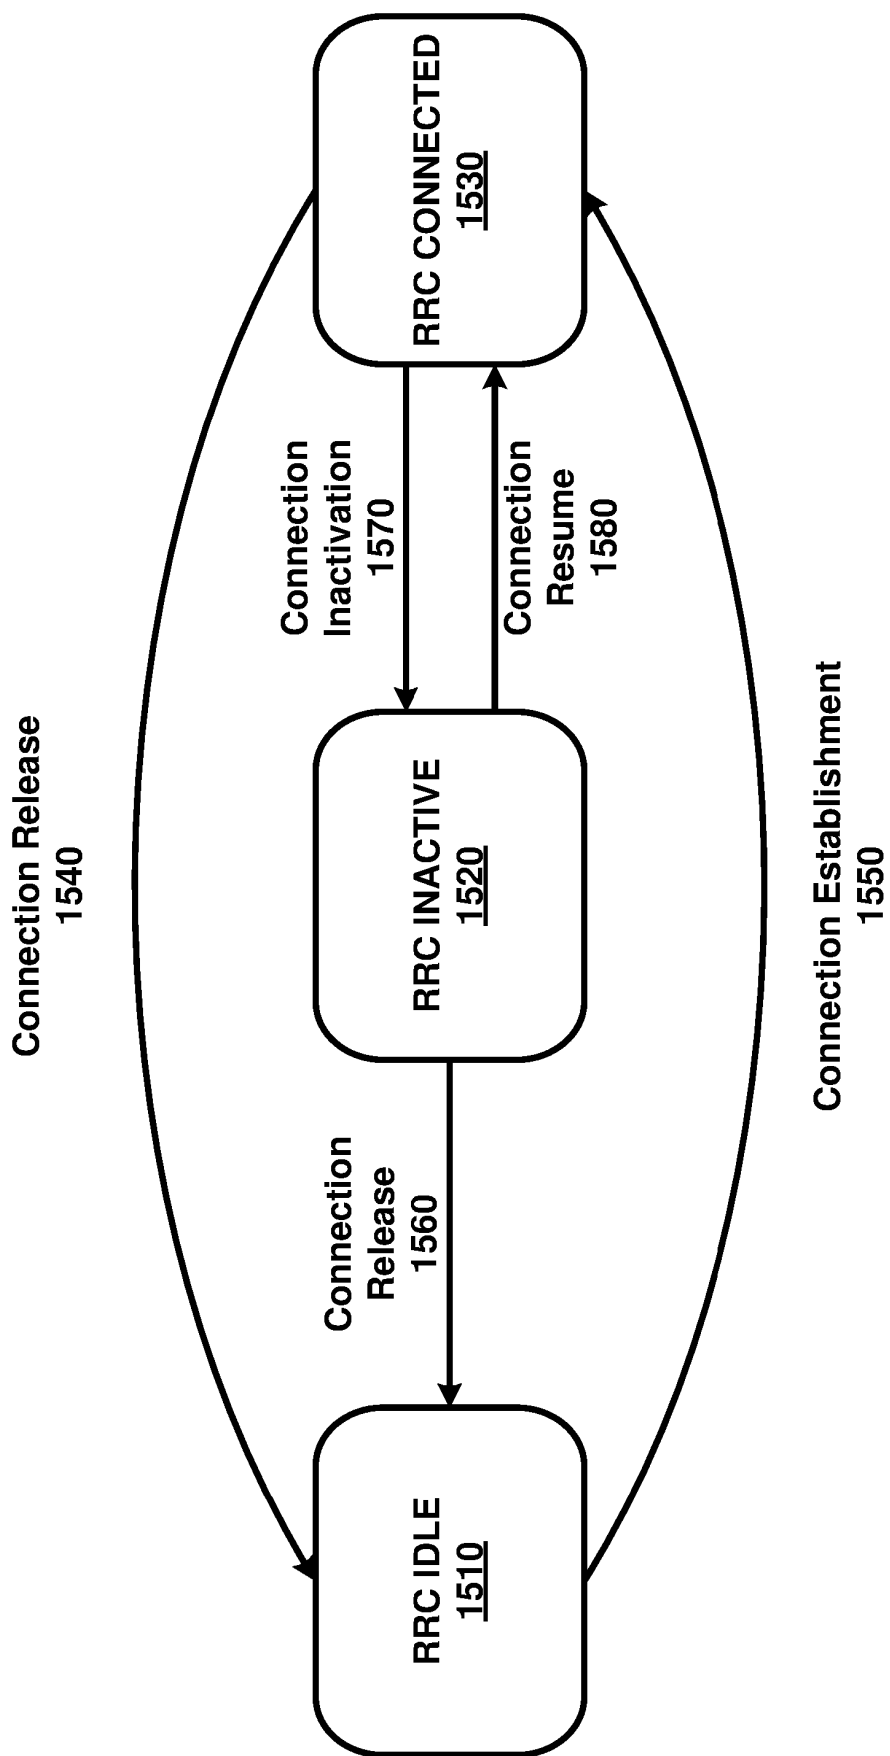 Connection Release
1540
RRC IDLE
1510
Connection
Release
1560
RRC INACTIVE
1520
Connection
Inactivation
1570
Connection
Resume
1580
RRC CONNECTED
1530
Connection Establishment
1550